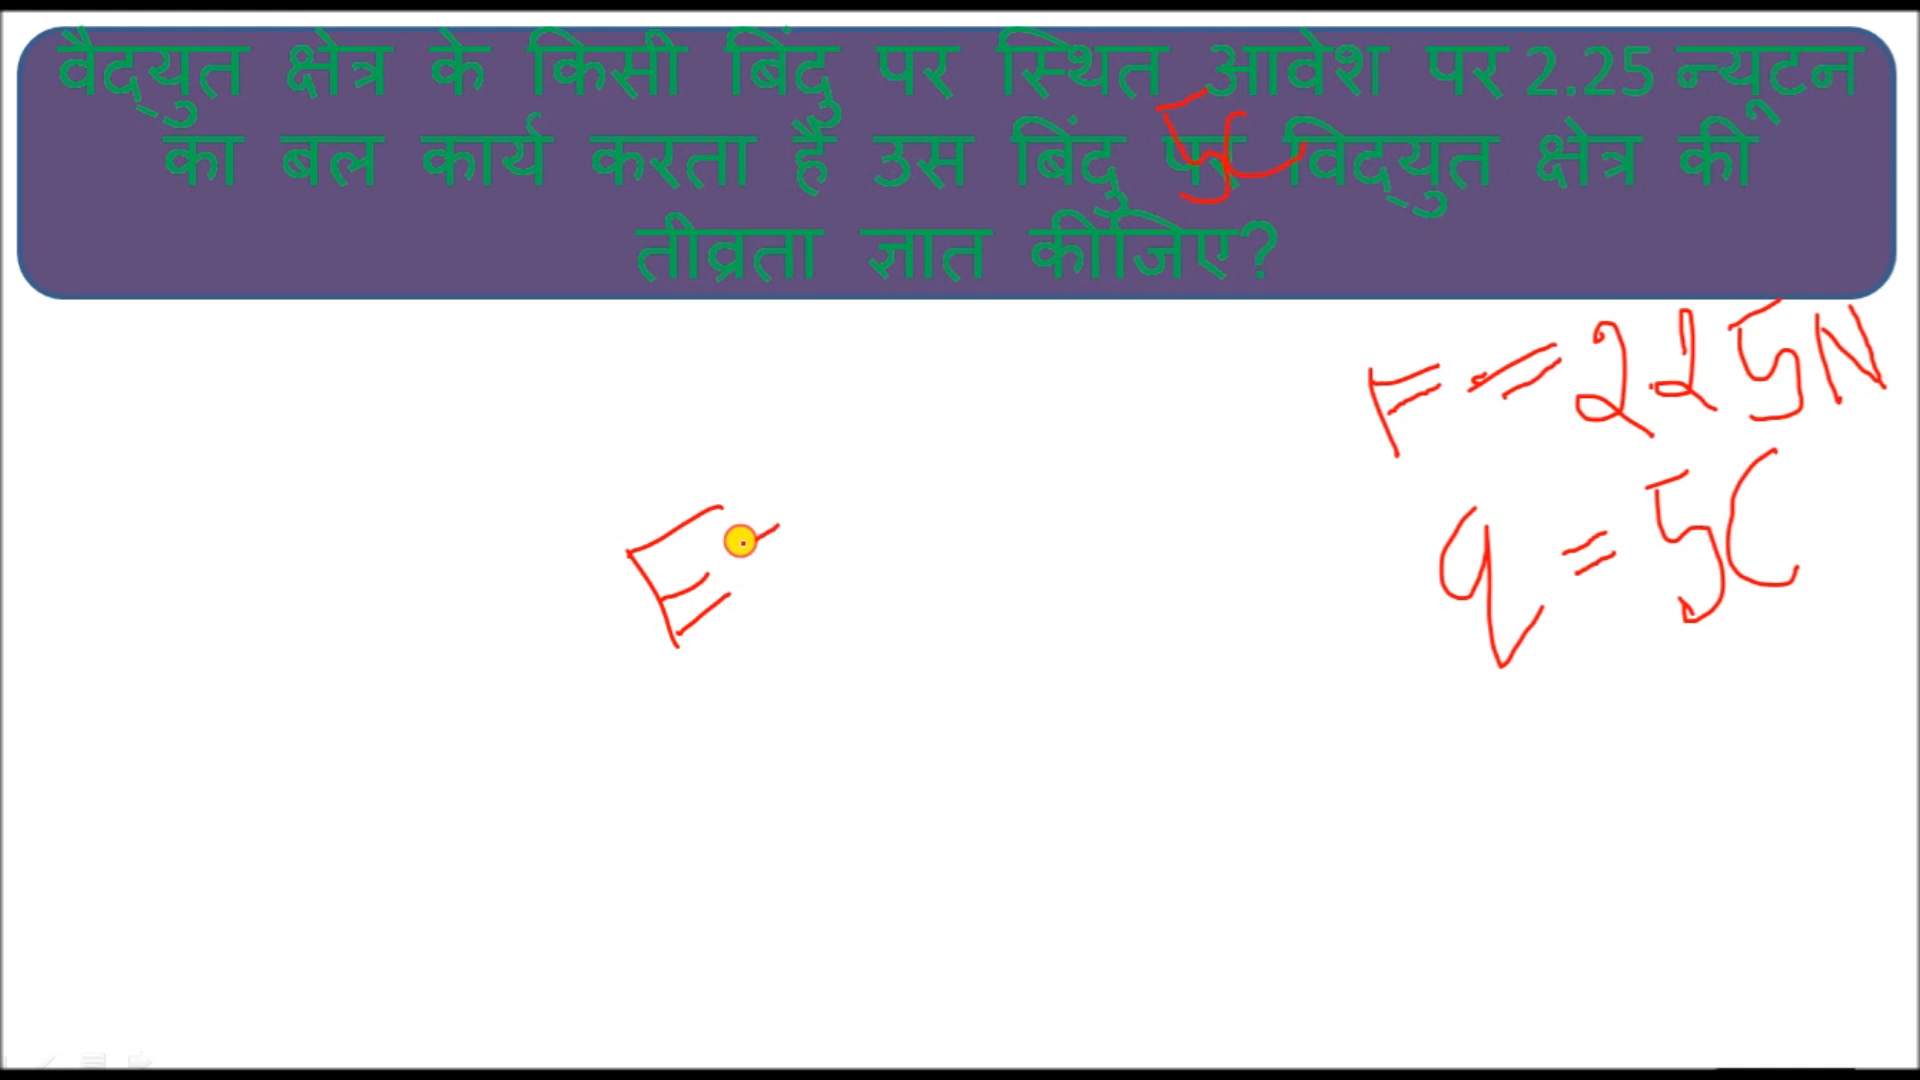 वैद्युत क्षेत्र के किसी बिंदु पर स्थित आवेश पर 2.25 न्यूटन
का बल कार्य करता है उस बिंदु पर विद्युत क्षेत्र की
तीव्रता ज्ञात कीजिए?
5C
F = 2.25N
q = 5C
E